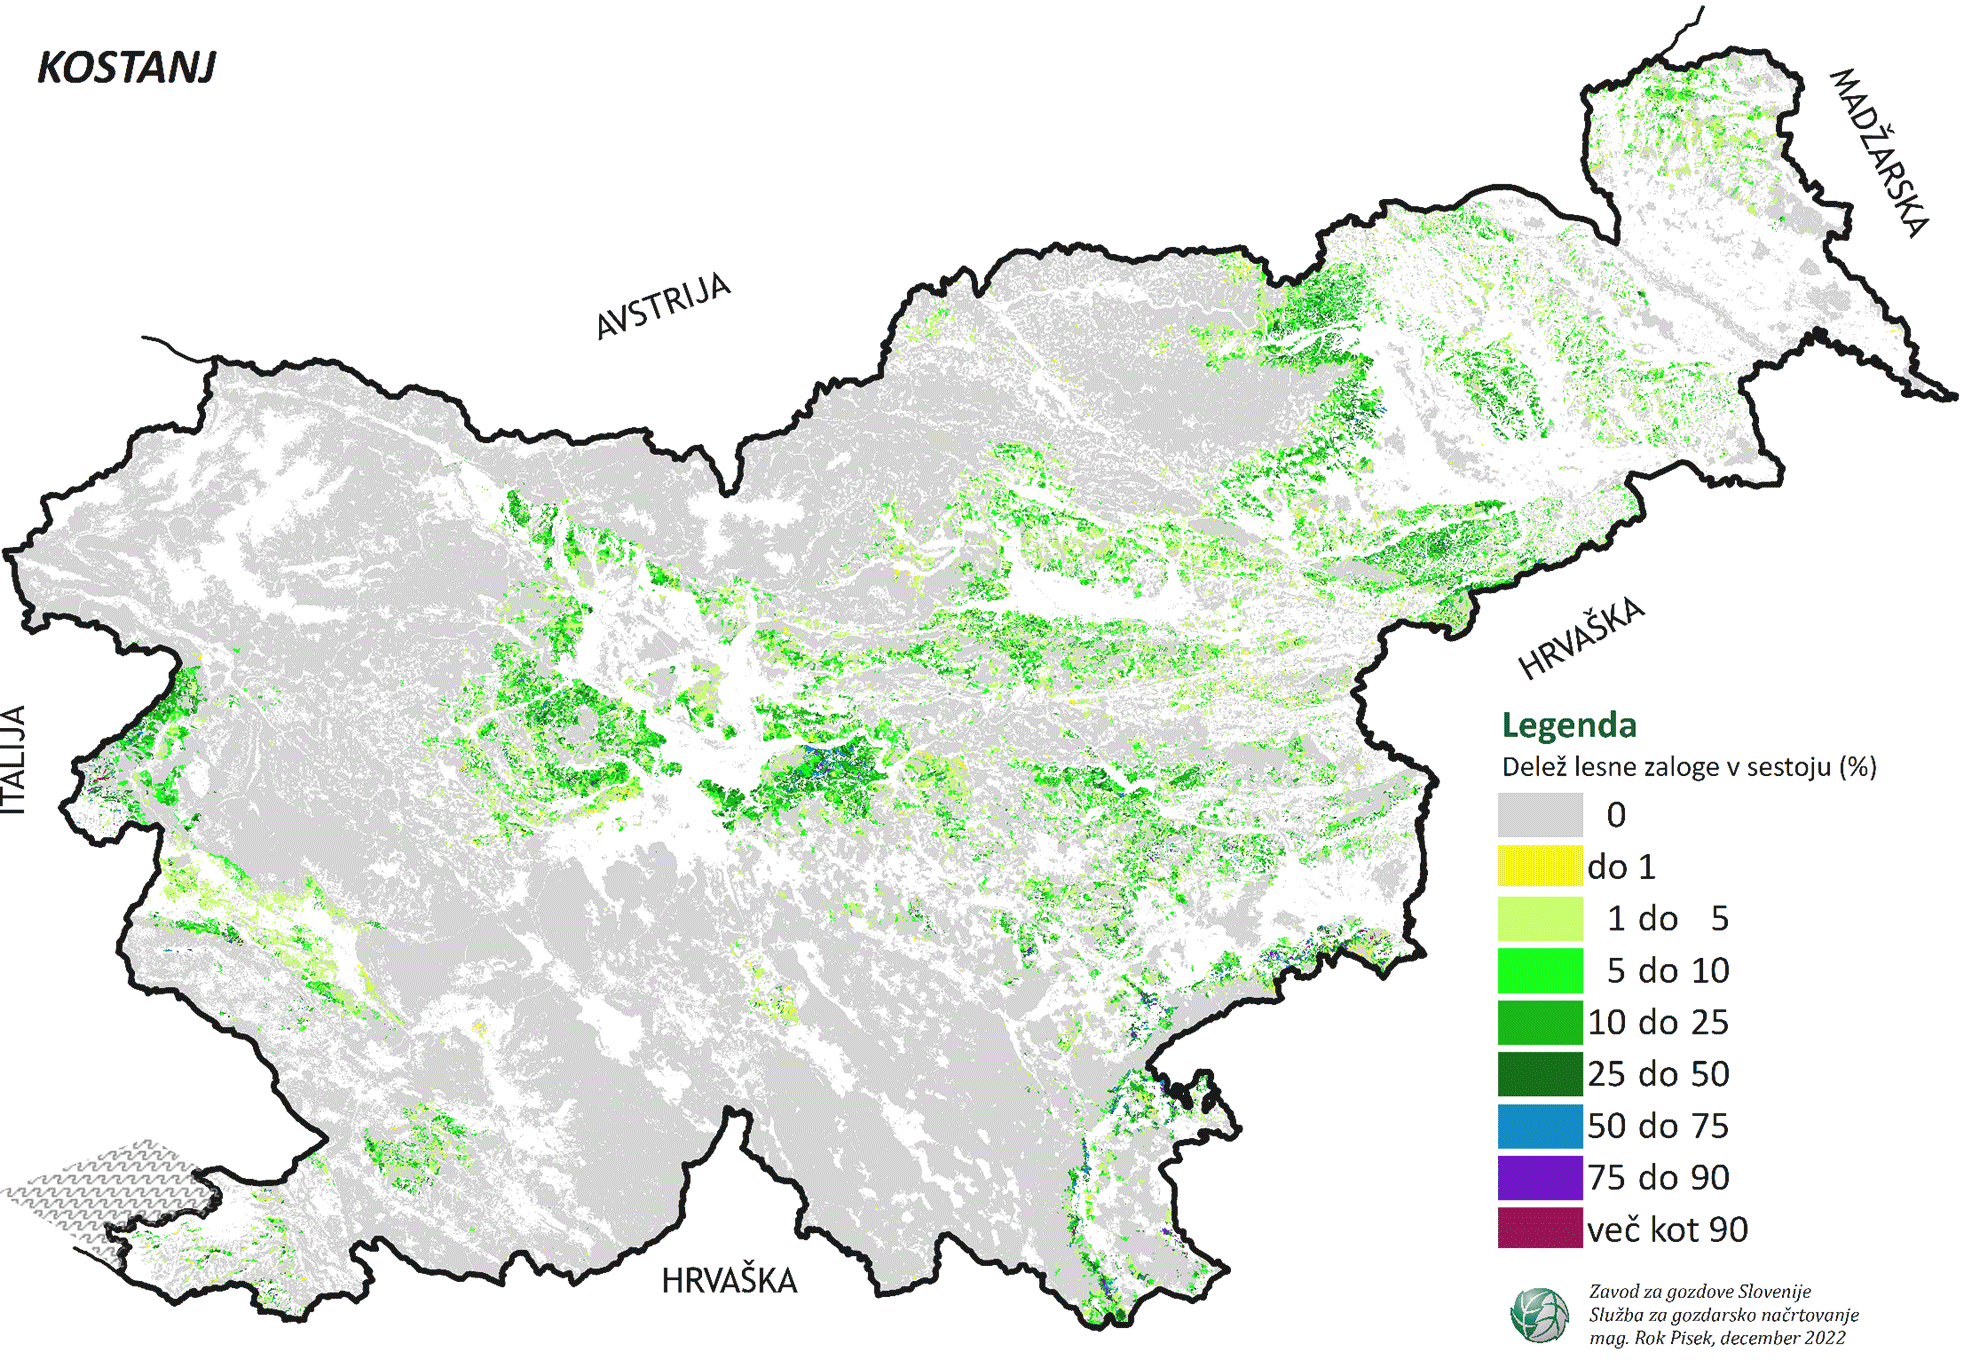 KOSTANJ
MADŽARSKA
AVSTRIJA
HRVAŠKA
ITALIJA
Legenda
Delež lesne zaloge v sestoju (%)
0
do 1
1 do 5
5 do 10
10 do 25
25 do 50
50 do 75
75 do 90
več kot 90
HRVAŠKA
Zavod za gozdove Slovenije
Služba za gozdarsko načrtovanje
mag. Rok Pisek, december 2022